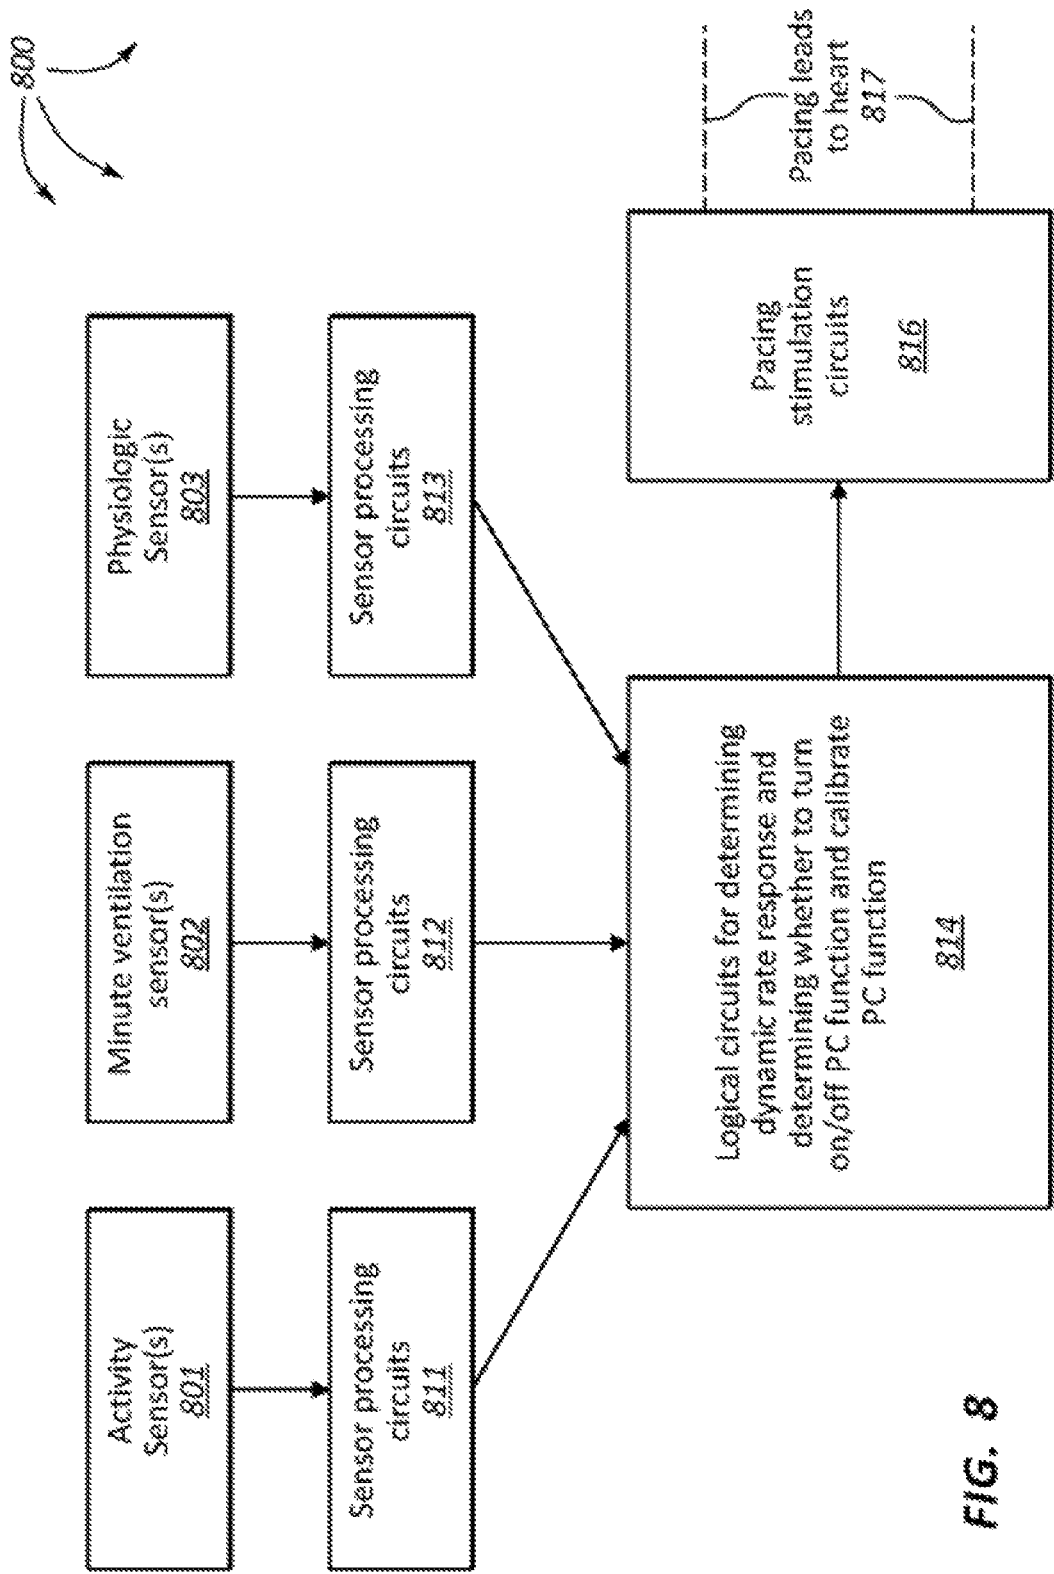 800
Activity
Sensor(s)
801
Minute ventilation
sensor(s)
802
Physiologic
Sensor(s)
803
Sensor processing
circuits
811
Sensor processing
circuits
812
Sensor processing
circuits
813
Logical circuits for determining
dynamic rate response and
determining whether to turn
on/off PC function and calibrate
PC function
814
Pacing
stimulation
circuits
816
Pacing leads
to heart
817
FIG. 8